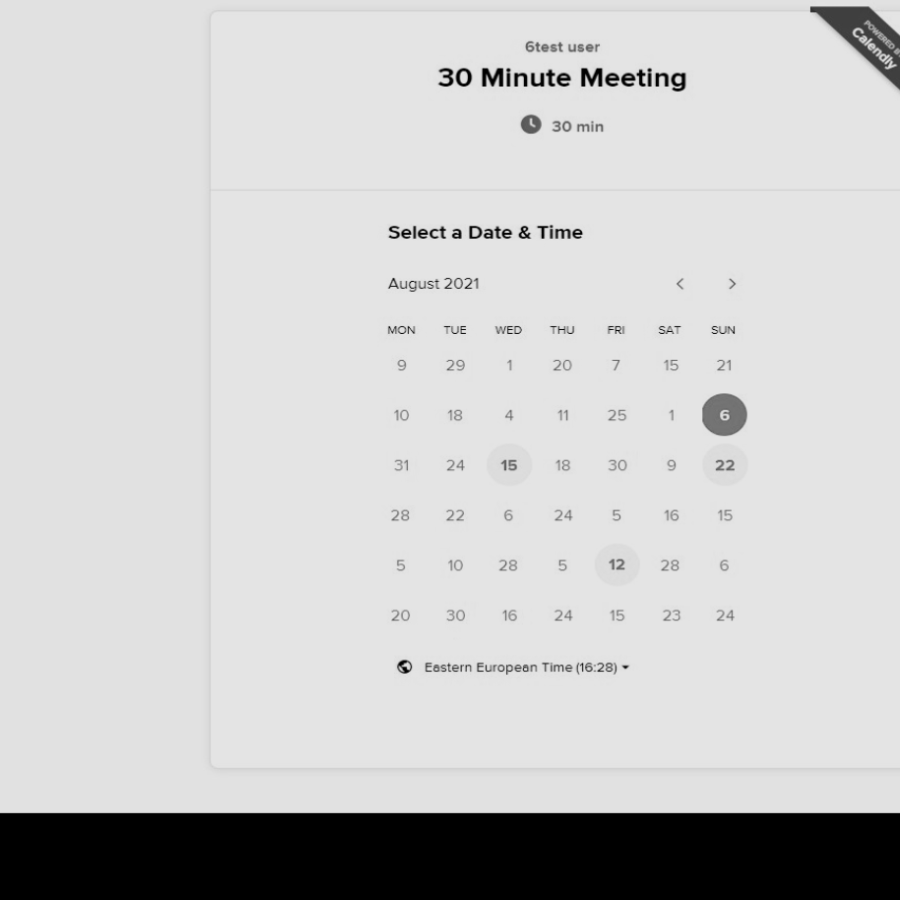 6test user
30 Minute Meeting
30 min
POWERED BY
Calendly
Select a Date & Time
August 2021
MON TUE WED THU FRI SAT SUN
9 29 1 20 7 15 21
10 18 4 11 25 1 6
31 24 15 18 30 9 22
28 22 6 24 5 16 15
5 10 28 5 12 28 6
20 30 16 24 15 23 24
Eastern European Time (16:28)